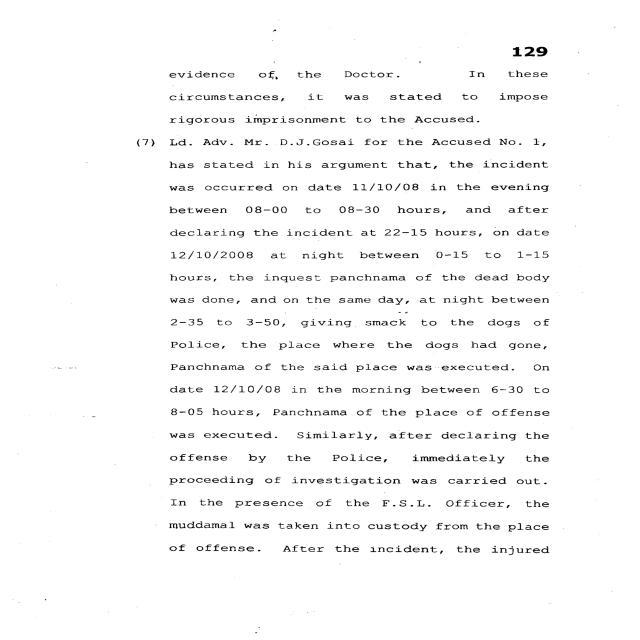 129
evidence of, the Doctor. In these
circumstances, it was stated to impose
rigorous imprisonment to the Accused.
(7) Ld. Adv. Mr. D.J.Gosai for the Accused No. 1,
has stated in his argument that, the incident
was occurred on date 11/10/08 in the evening
between 08-00 to 08-30 hours, and after
declaring the incident at 22-15 hours, on date
12/10/2008 at night between 0-15 to 1-15
hours, the inquest panchnama of the dead body
was done, and on the same day, at night between
2-35 to 3-50, giving smack to the dogs of
Police, the place where the dogs had gone,
Panchnama of the said place was executed. On
date 12/10/08 in the morning between 6-30 to
8-05 hours, Panchnama of the place of offense
was executed. Similarly, after declaring the
offense by the Police, immediately the
proceeding of investigation was carried out.
In the presence of the F.S.L. Officer, the
muddamal was taken into custody from the place
of offense. After the incident, the injured